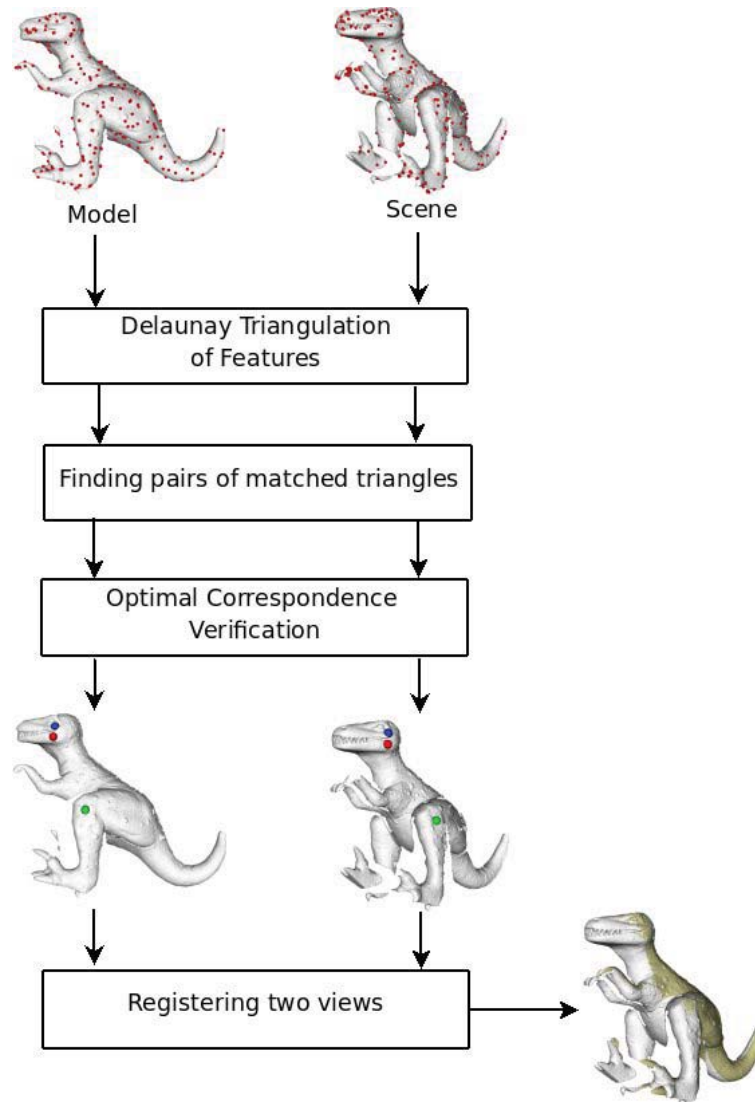 Model
Scene
Delaunay Triangulation
of Features
Finding pairs of matched triangles
Optimal Correspondence
Verification
Registering two views